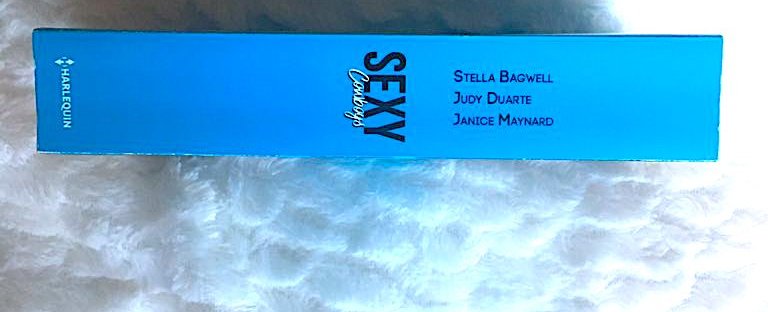 HARLEQUIN
SEXY
Cowboys
STELLA BAGWELL
JUDY DUARTE
JANICE MAYNARD